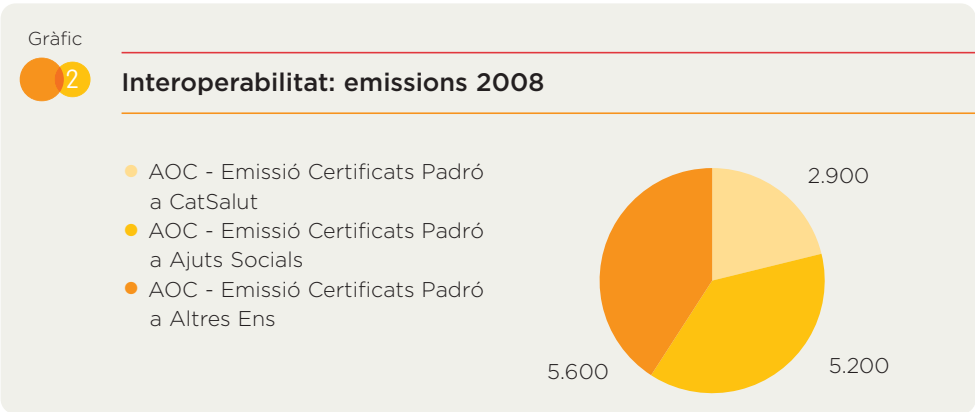 Gràfic
2
Interoperabilitat: emissions 2008
AOC - Emissió Certificats Padró
a CatSalut
AOC - Emissió Certificats Padró
a Ajuts Socials
AOC - Emissió Certificats Padró
a Altres Ens
2.900
5.200
5.600